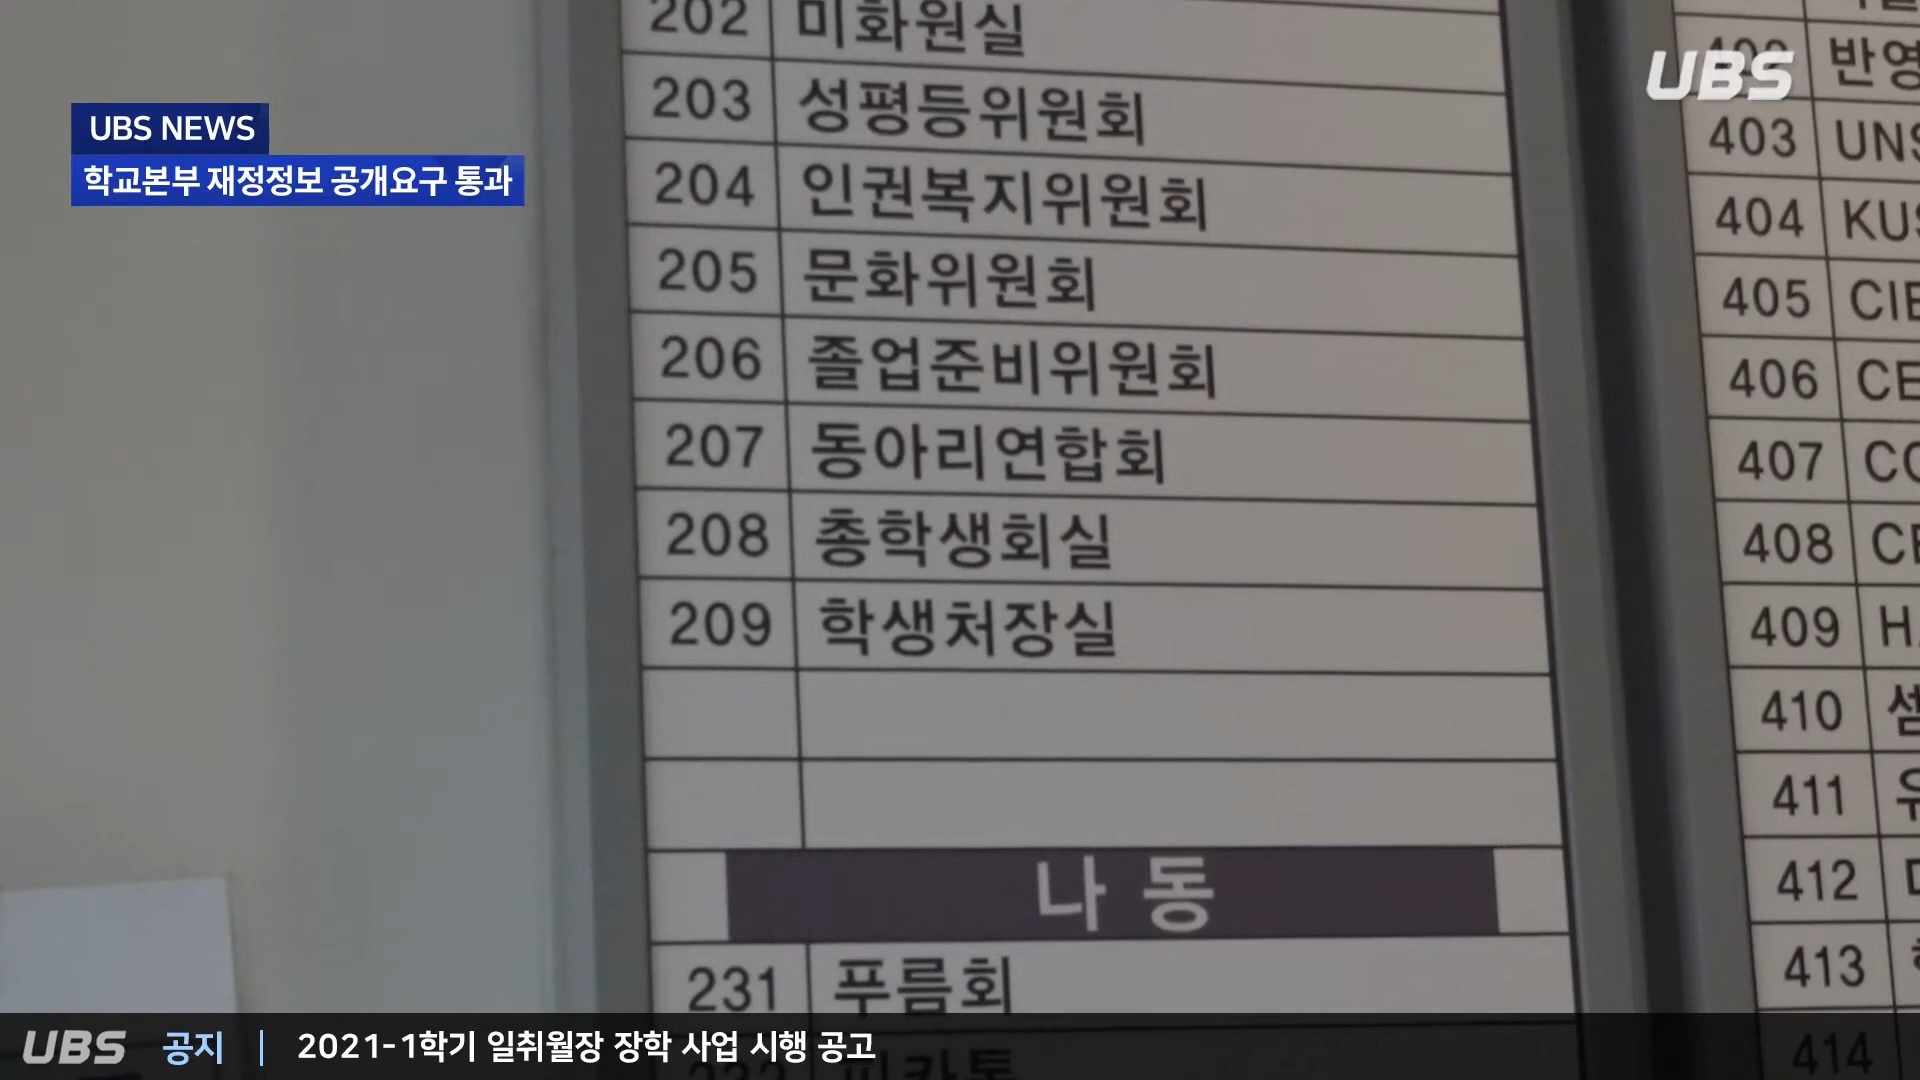 UBS NEWS
학교본부 재정정보 공개요구 통과
UBS
202 미화원실
203 성평등위원회
204 인권복지위원회
205 문화위원회
206 졸업준비위원회
207 동아리연합회
208 총학생회실
209 학생처장실
나 동
231 푸름회
402
403
404
405
406
407
408
409
410
411
412
413
414
UBS 공지 | 2021-1학기 일취월장 장학 사업 시행 공고